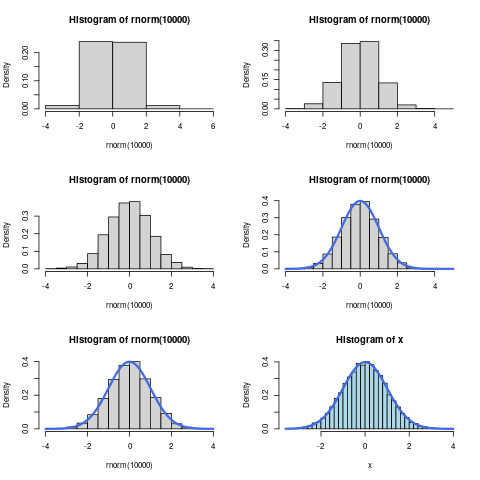 Histogram of rnorm(10000)
Density
0.00 0.10 0.20
-4 -2 0 2 4 6
rnorm(10000)
Histogram of rnorm(10000)
Density
0.00 0.15 0.30
-4 -2 0 2 4
rnorm(10000)
Histogram of rnorm(10000)
Density
0.0 0.1 0.2 0.3
-4 -2 0 2 4
rnorm(10000)
Histogram of rnorm(10000)
Density
0.0 0.1 0.2 0.3 0.4
-4 -2 0 2 4
rnorm(10000)
Histogram of rnorm(10000)
Density
0.0 0.2 0.4
-4 -2 0 2 4
rnorm(10000)
Histogram of x
Density
0.0 0.2 0.4
-2 0 2 4
x